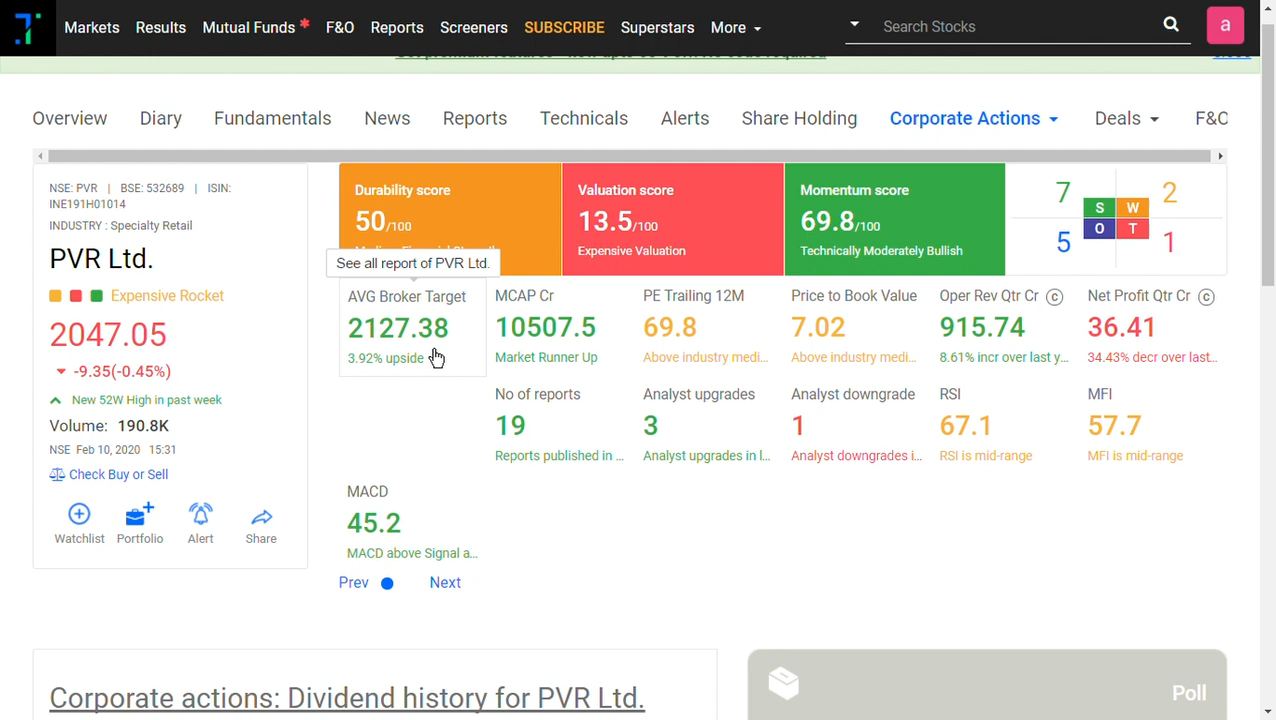 Markets Results Mutual Funds * F&O Reports Screeners SUBSCRIBE Superstars More Search Stocks a
Overview Diary Fundamentals News Reports Technicals Alerts Share Holding Corporate Actions Deals F&O
NSE: PVR | BSE: 532689 | ISIN:
INE191H01014
INDUSTRY : Specialty Retail
PVR Ltd.
Expensive Rocket
2047.05
-9.35(-0.45%)
New 52W High in past week
Volume: 190.8K
NSE Feb 10, 2020 15:31
Check Buy or Sell
Watchlist Portfolio Alert Share
Durability score
50/100
Valuation score
13.5/100
Expensive Valuation
Momentum score
69.8/100
Technically Moderately Bullish
7 S W 2
5 O T 1
See all report of PVR Ltd.
AVG Broker Target
2127.38
3.92% upside
MCAP Cr
10507.5
Market Runner Up
PE Trailing 12M
69.8
Above industry medi...
Price to Book Value
7.02
Above industry medi...
Oper Rev Qtr Cr C
915.74
8.61% incr over last y...
Net Profit Qtr Cr C
36.41
34.43% decr over last...
No of reports
19
Reports published in ...
Analyst upgrades
3
Analyst upgrades in l...
Analyst downgrade
1
Analyst downgrades i...
RSI
67.1
RSI is mid-range
MFI
57.7
MFI is mid-range
MACD
45.2
MACD above Signal a...
Prev Next
Corporate actions: Dividend history for PVR Ltd.
Poll